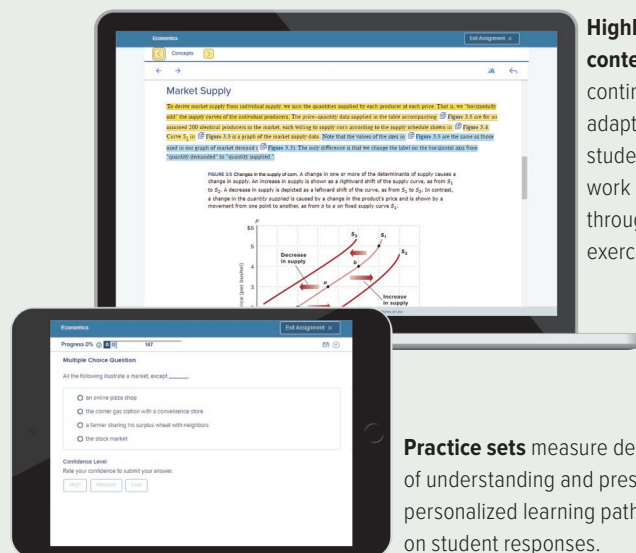 Economics
Exit Assignment ×
Concepts
Market Supply
To derive market supply from individual supply, we sum the quantities supplied by each producer at each price. That is, we "horizontally
add" the supply curves of the individual producers. The price-quantity data supplied in the table accompanying Figure 3.5 are for an
assumed 200 identical producers in the market, each willing to supply corn according to the supply schedule shown in Figure 3.4.
Curve S1 in Figure 3.5 is a graph of the market supply data. Note that the values of the axes in Figure 3.5 are the same as those
used in our graph of market demand ( Figure 3.3). The only difference is that we change the label on the horizontal axis from
"quantity demanded" to "quantity supplied."
FIGURE 3.5 Changes in the supply of corn. A change in one or more of the determinants of supply causes a
change in supply. An increase in supply is shown as a rightward shift of the supply curve, as from S1
to S2. A decrease in supply is depicted as a leftward shift of the curve, as from S1 to S3. In contrast,
a change in the quantity supplied is caused by a change in the product's price and is shown by a
movement from one point to another, as from b to a on fixed supply curve S1.
P
$6
5
4
3
2
(per bushel)
S3
S1
S2
Decrease
in supply
b
a
Increase
in supply
Economics
Exit Assignment ×
Progress 0%
167
Multiple Choice Question
All the following illustrate a market, except
an online pizza shop
the corner gas station with a convenience store
a farmer sharing his surplus wheat with neighbors
the stock market
Confidence Level
Rate your confidence to submit your answer.
High
Medium
Low
Highl
conte
contin
adapt
studen
work
throug
exerc
Practice sets measure de
of understanding and pres
personalized learning path
on student responses.